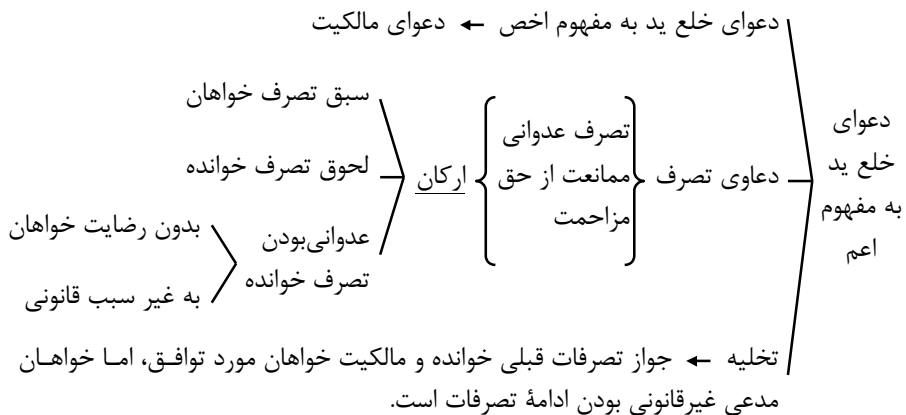 دعوای خلع ید به مفهوم اعم
دعوای خلع ید به مفهوم اخص ← دعوای مالکیت
دعاوی تصرف
تصرف عدوانی
ممانعت از حق
مزاحمت
ارکان
سبق تصرف خواهان
لحوق تصرف خوانده
عدوانی‌بودن
تصرف خوانده
بدون رضایت خواهان
به غیر سبب قانونی
تخلیه ← جواز تصرفات قبلی خوانده و مالکیت خواهان مورد توافق، اما خواهان
مدعی غیرقانونی بودن ادامهٔ تصرفات است.